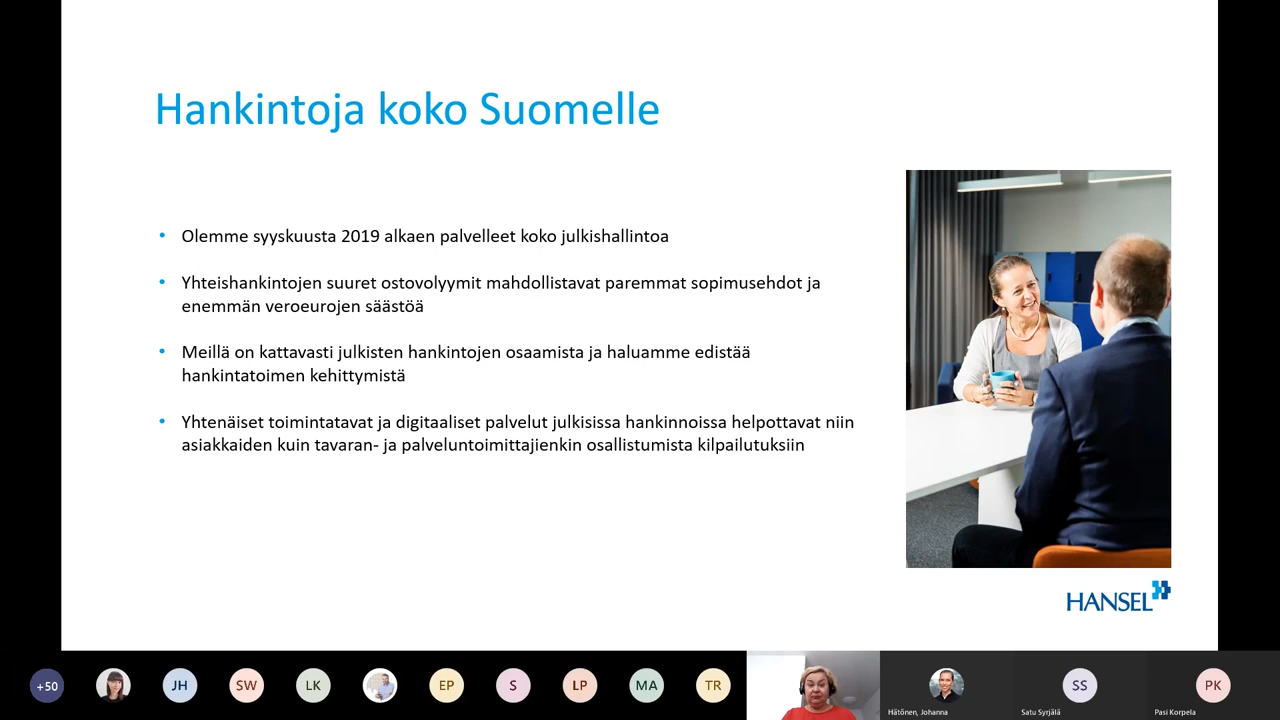 Hankintoja koko Suomelle
• Olemme syyskuusta 2019 alkaen palvelleet koko julkishallintoa
• Yhteishankintojen suuret ostovolyymit mahdollistavat paremmat sopimusehdot ja
enemmän veroeurojen säästöä
• Meillä on kattavasti julkisten hankintojen osaamista ja haluamme edistää
hankintatoimen kehittymistä
• Yhtenäiset toimintatavat ja digitaaliset palvelut julkisissa hankinnoissa helpottavat niin
asiakkaiden kuin tavaran- ja palveluntoimittajienkin osallistumista kilpailutuksiin
HANSEL
+50
JH
SW
LK
EP
S
LP
MA
TR
SS
PK
Hätönen, Johanna
Satu Syrjälä
Pasi Korpela